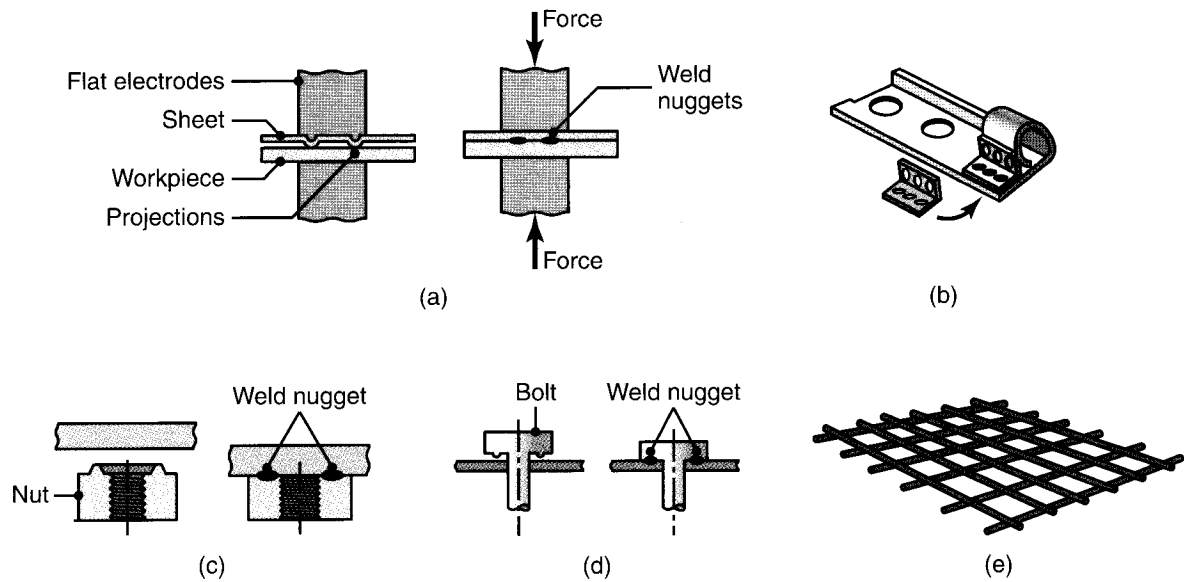 Force
Flat electrodes
Weld
nuggets
Sheet
Workpiece
Projections
Force
(a)
(b)
Weld nugget
Nut
(c)
Bolt
Weld nugget
(d)
(e)